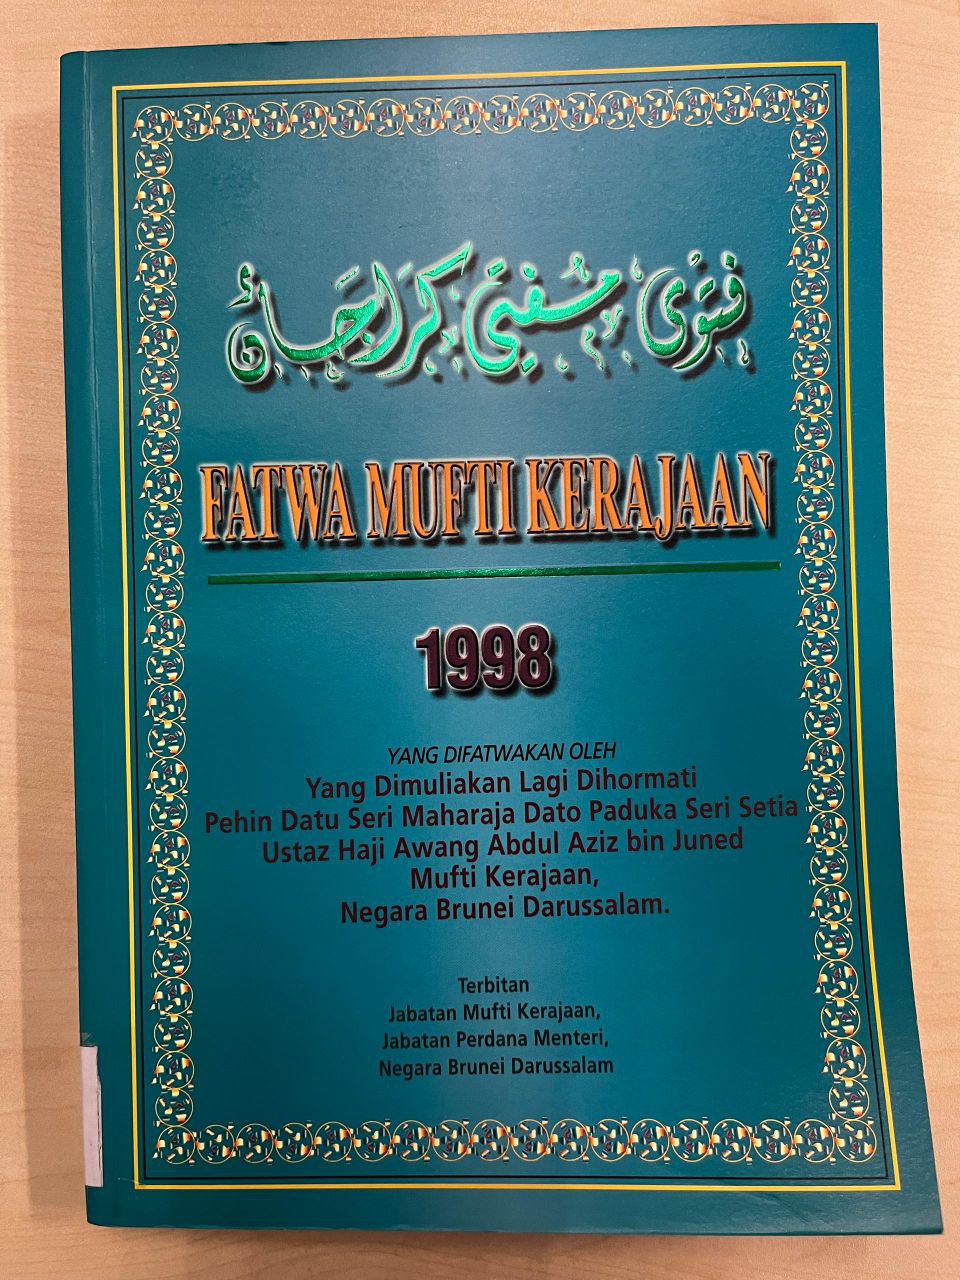 فتوى مفتي كراجأن
FATWA MUFTI KERAJAAN
1998
YANG DIFATWAKAN OLEH
Yang Dimuliakan Lagi Dihormati
Pehin Datu Seri Maharaja Dato Paduka Seri Setia
Ustaz Haji Awang Abdul Aziz bin Juned
Mufti Kerajaan,
Negara Brunei Darussalam.
Terbitan
Jabatan Mufti Kerajaan,
Jabatan Perdana Menteri,
Negara Brunei Darussalam